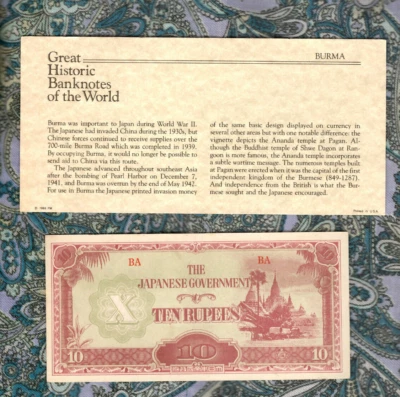 Great
Historic
Banknotes
of the World
BURMA
Burma was important to Japan during World War II.
The Japanese had invaded China during the 1930s, but
Chinese forces continued to receive supplies over the
700-mile Burma Road which was completed in 1939.
By occupying Burma, it would no longer be possible to
send aid to China via this route.
The Japanese advanced throughout southeast Asia
after the bombing of Pearl Harbor on December 7,
1941, and Burma was overrun by the end of May 1942.
For use in Burma the Japanese printed invasion money
of the same basic design displayed on currency in
several other areas but with one notable difference: the
vignette depicts the Ananda temple at Pagan. Al-
though the Buddhist temple of Shwe Dagon at Ran-
goon is more famous, the Ananda temple incorporates
a subtle wartime message. The numerous temples built
at Pagan were erected when it was the capital of the first
independent kingdom of the Burmese (849-1287).
And independence from the British is what the Bur-
mese sought and the Japanese encouraged.
Printed in U.S.A.
BA
BA
THE
JAPANESE GOVERNMENT
X
TEN RUPEES
10
10
10